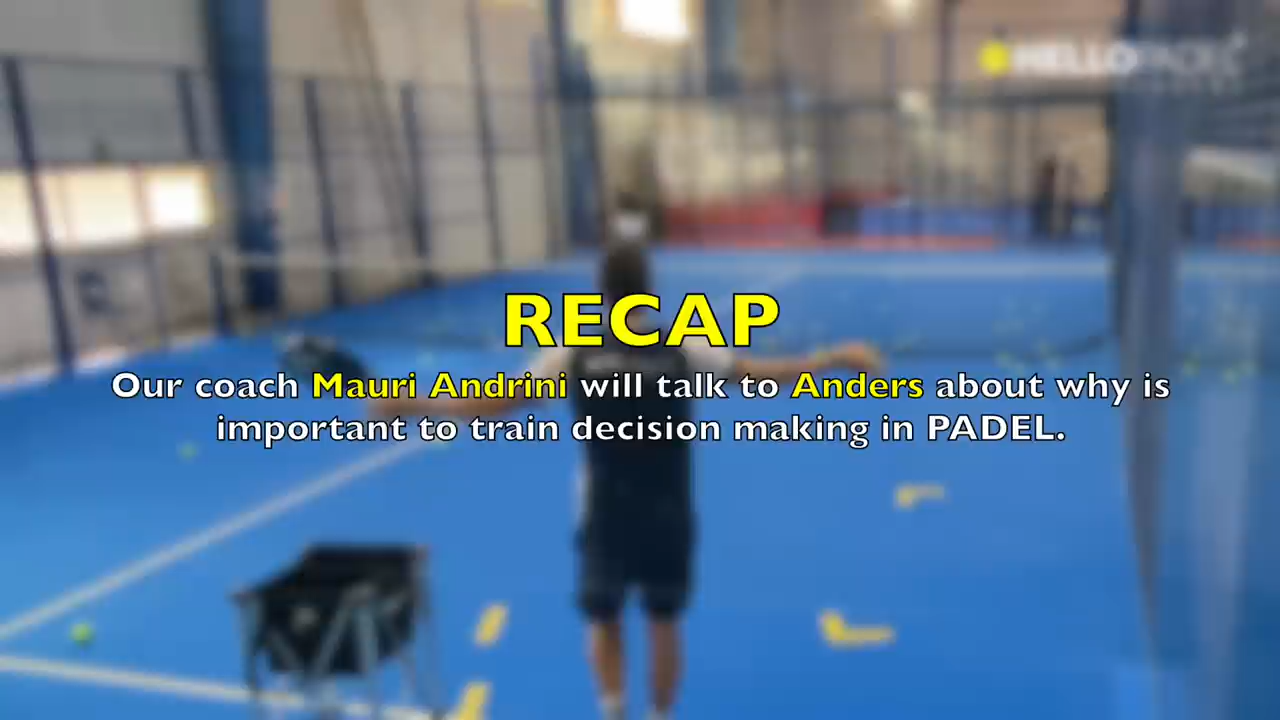 HELLOPADEL
RECAP
Our coach Mauri Andrini will talk to Anders about why is
important to train decision making in PADEL.